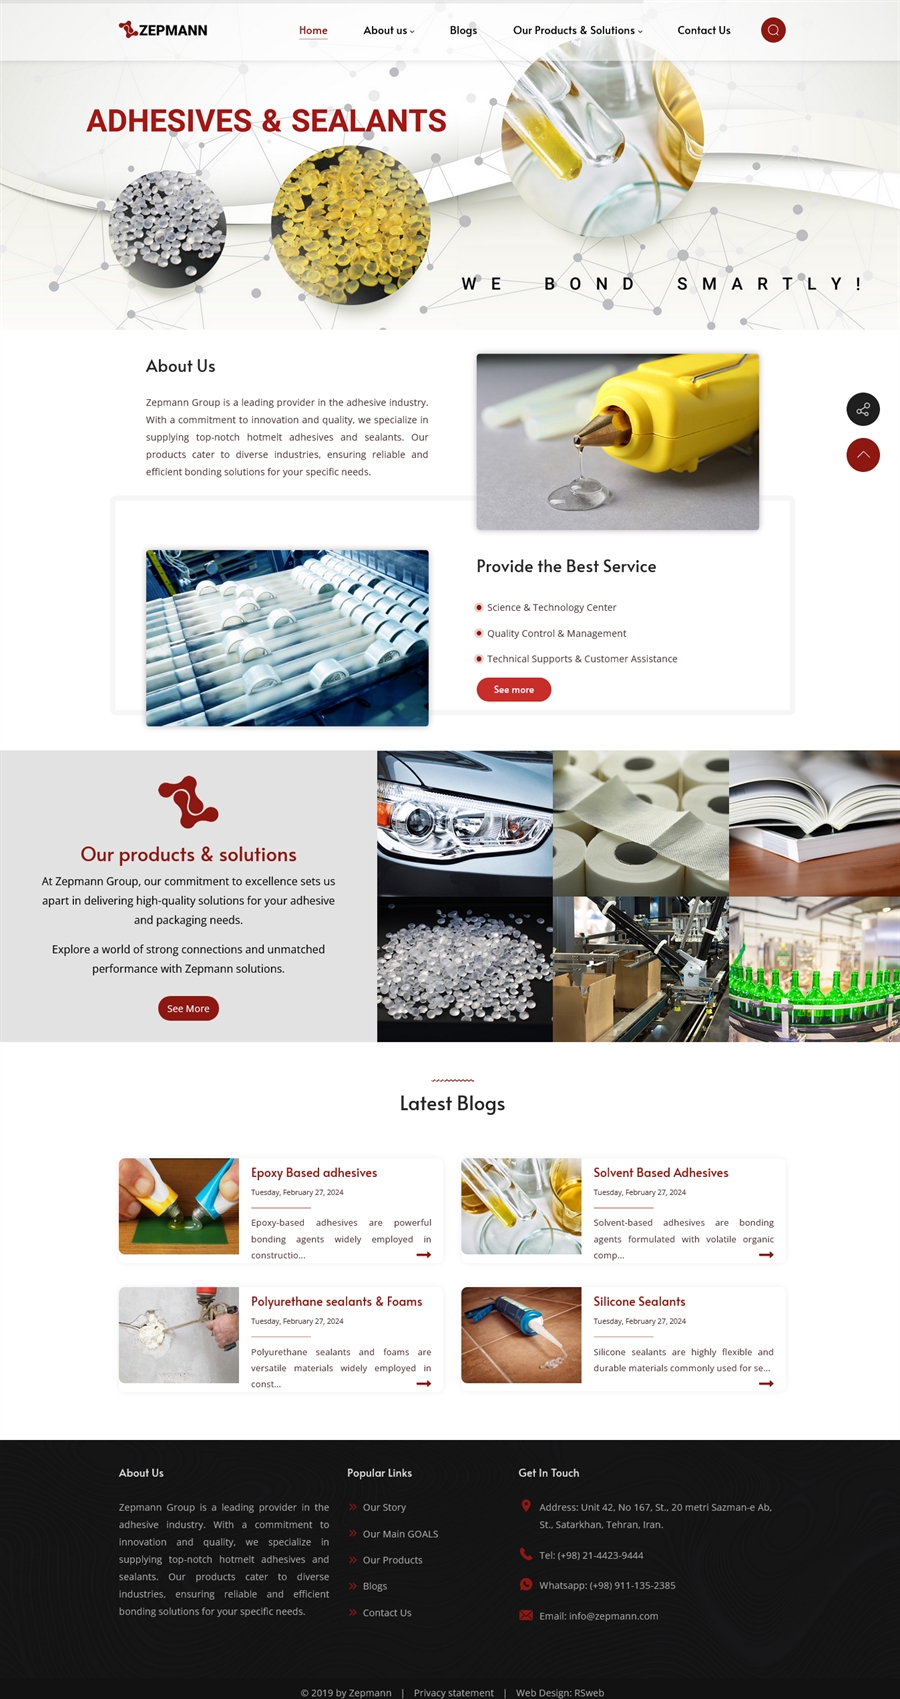 ZEPMANN
Home
About us
Blogs
Our Products & Solutions
Contact Us
ADHESIVES & SEALANTS
WE BOND SMARTLY!
About Us
Zepmann Group is a leading provider in the adhesive industry.
With a commitment to innovation and quality, we specialize in
supplying top-notch hotmelt adhesives and sealants. Our
products cater to diverse industries, ensuring reliable and
efficient bonding solutions for your specific needs.
Provide the Best Service
Science & Technology Center
Quality Control & Management
Technical Supports & Customer Assistance
See more
Our products & solutions
At Zepmann Group, our commitment to excellence sets us
apart in delivering high-quality solutions for your adhesive
and packaging needs.
Explore a world of strong connections and unmatched
performance with Zepmann solutions.
See More
Latest Blogs
Epoxy Based adhesives
Tuesday, February 27, 2024
Epoxy-based adhesives are powerful
bonding agents widely employed in
constructio...
Solvent Based Adhesives
Tuesday, February 27, 2024
Solvent-based adhesives are bonding
agents formulated with volatile organic
comp...
Polyurethane sealants & Foams
Tuesday, February 27, 2024
Polyurethane sealants and foams are
versatile materials widely employed in
const...
Silicone Sealants
Tuesday, February 27, 2024
Silicone sealants are highly flexible and
durable materials commonly used for se...
About Us
Zepmann Group is a leading provider in the
adhesive industry. With a commitment to
innovation and quality, we specialize in
supplying top-notch hotmelt adhesives and
sealants. Our products cater to diverse
industries, ensuring reliable and efficient
bonding solutions for your specific needs.
Popular Links
Our Story
Our Main GOALS
Our Products
Blogs
Contact Us
Get In Touch
Address: Unit 42, No 167, St., 20 metri Sazman-e Ab,
St., Satarkhan, Tehran, Iran.
Tel: (+98) 21-4423-9444
Whatsapp: (+98) 911-135-2385
Email: info@zepmann.com
© 2019 by Zepmann | Privacy statement | Web Design: RSweb